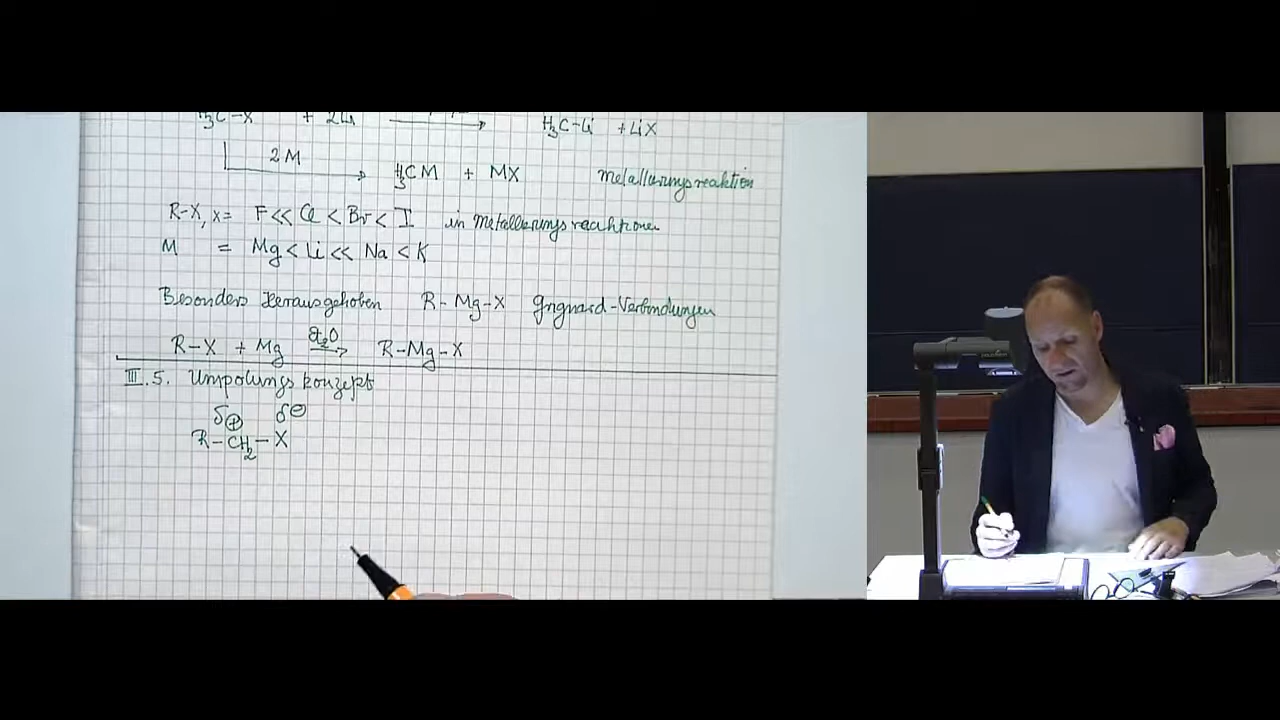 H₃C-X + 2Li → H₃C-Li + LiX
2 M → H₃CM + MX Metallierungsreaktion
R-X, X = F << Cl < Br < I in Metallierungsreaktionen
M = Mg < Li << Na < K
Besonders Herausgehoben R-Mg-X Grignard-Verbindungen
R-X + Mg Et₂O → R-Mg-X
III.5. Umpolungskonzept
δ⊕ δ⊖
R-CH₂-X